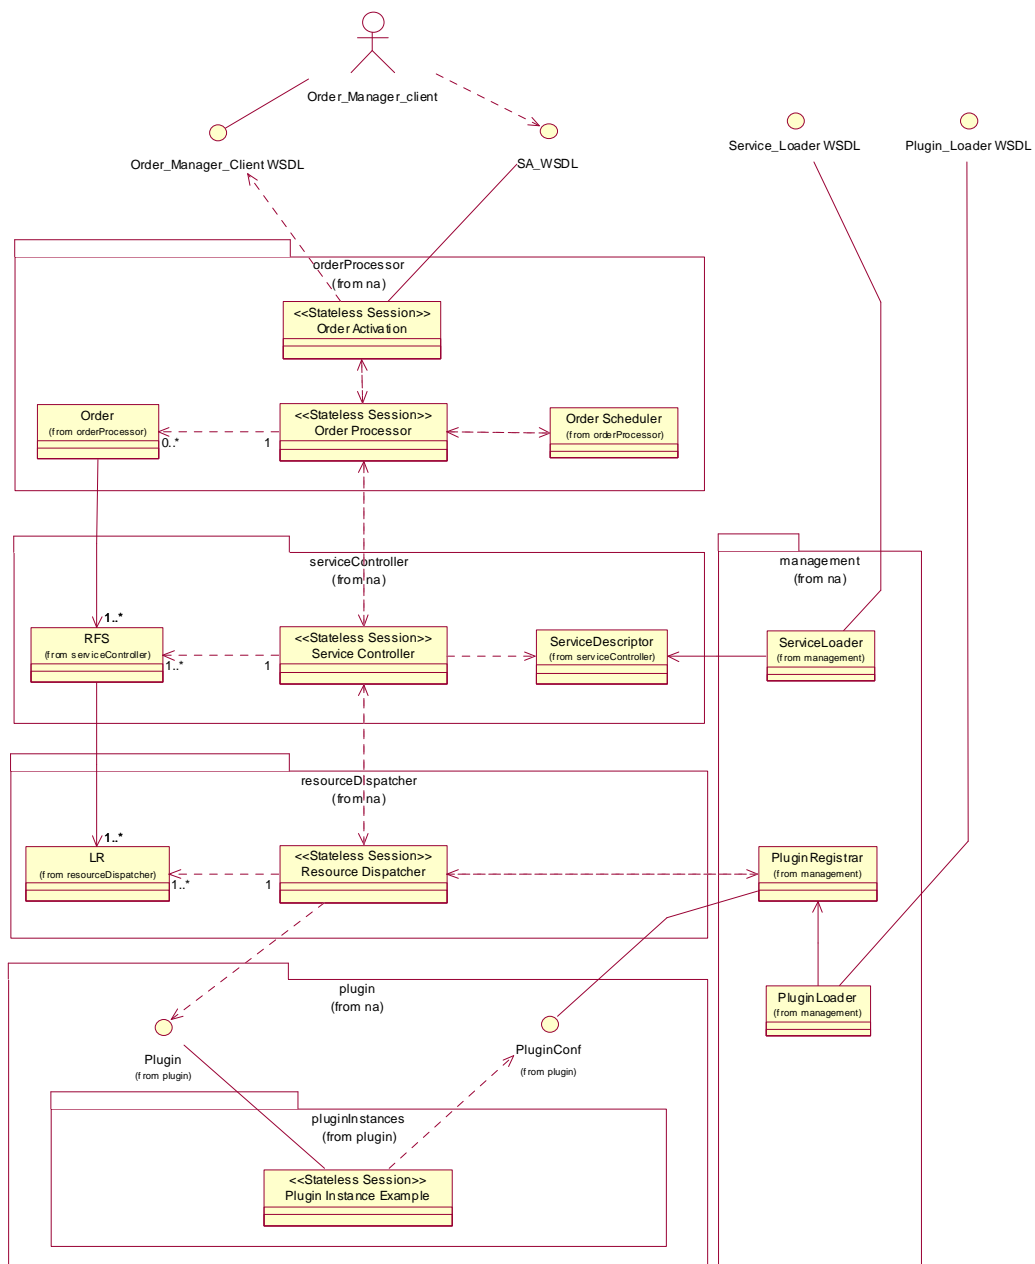 Order_Manager_client
Order_Manager_Client WSDL
SA_WSDL
Service_Loader WSDL
Plugin_Loader WSDL
orderProcessor
(from na)
<<Stateless Session>>
Order Activation
Order
(from orderProcessor)
0..*
1
<<Stateless Session>>
Order Processor
Order Scheduler
(from orderProcessor)
serviceController
(from na)
management
(from na)
1..*
RFS
(from serviceController)
1..*
1
<<Stateless Session>>
Service Controller
ServiceDescriptor
(from serviceController)
ServiceLoader
(from management)
resourceDispatcher
(from na)
1..*
LR
(from resourceDispatcher)
1..*
1
<<Stateless Session>>
Resource Dispatcher
PluginRegistrar
(from management)
plugin
(from na)
PluginLoader
(from management)
Plugin
(from plugin)
PluginConf
(from plugin)
pluginInstances
(from plugin)
<<Stateless Session>>
Plugin Instance Example